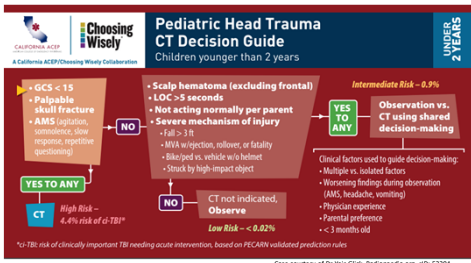 CALIFORNIA ACEP
Choosing
Wisely
A California ACEP/Choosing Wisely Collaboration
Pediatric Head Trauma
CT Decision Guide
Children younger than 2 years
UNDER
2 YEARS
• GCS < 15
• Palpable
skull fracture
• AMS (agitation,
somnolence, slow
response, repetitive
questioning)
NO
• Scalp hematoma (excluding frontal)
• LOC >5 seconds
• Not acting normally per parent
• Severe mechanism of injury
• Fall > 3 ft
• MVA w/ejection, rollover, or fatality
• Bike/ped vs. vehicle w/o helmet
• Struck by high-impact object
YES
TO
ANY
Intermediate Risk – 0.9%
Observation vs.
CT using shared
decision-making
Clinical factors used to guide decision-making:
• Multiple vs. isolated factors
• Worsening findings during observation
(AMS, headache, vomiting)
• Physician experience
• Parental preference
• < 3 months old
YES TO ANY
CT
High Risk –
4.4% risk of ci-TBI*
NO
CT not indicated,
Observe
Low Risk – < 0.02%
*ci-TBI: risk of clinically important TBI needing acute intervention, based on PECARN validated prediction rules